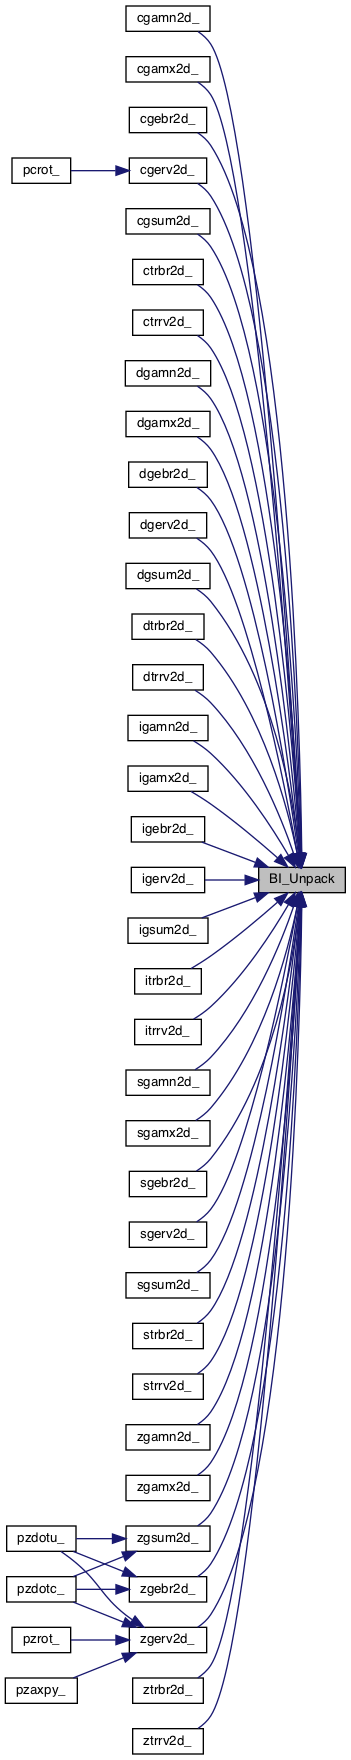 cgamn2d_
cgamx2d_
cgebr2d_
pcrot_
cgerv2d_
cgsum2d_
ctrbr2d_
ctrrv2d_
dgamn2d_
dgamx2d_
dgebr2d_
dgerv2d_
dgsum2d_
dtrbr2d_
dtrrv2d_
igamn2d_
igamx2d_
igebr2d_
igerv2d_
BI_Unpack
igsum2d_
itrbr2d_
itrrv2d_
sgamn2d_
sgamx2d_
sgebr2d_
sgerv2d_
sgsum2d_
strbr2d_
strrv2d_
zgamn2d_
zgamx2d_
pzdotu_
zgsum2d_
pzdotc_
zgebr2d_
pzrot_
zgerv2d_
pzaxpy_
ztrbr2d_
ztrrv2d_